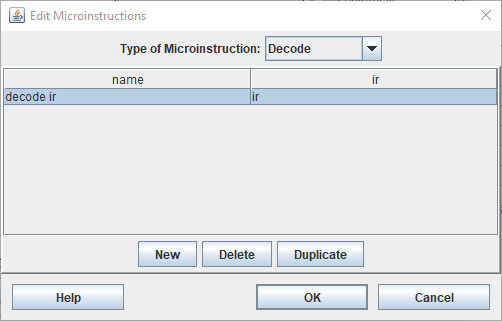 Edit Microinstructions
Type of Microinstruction: Decode
name ir
decode ir ir
New Delete Duplicate
Help OK Cancel